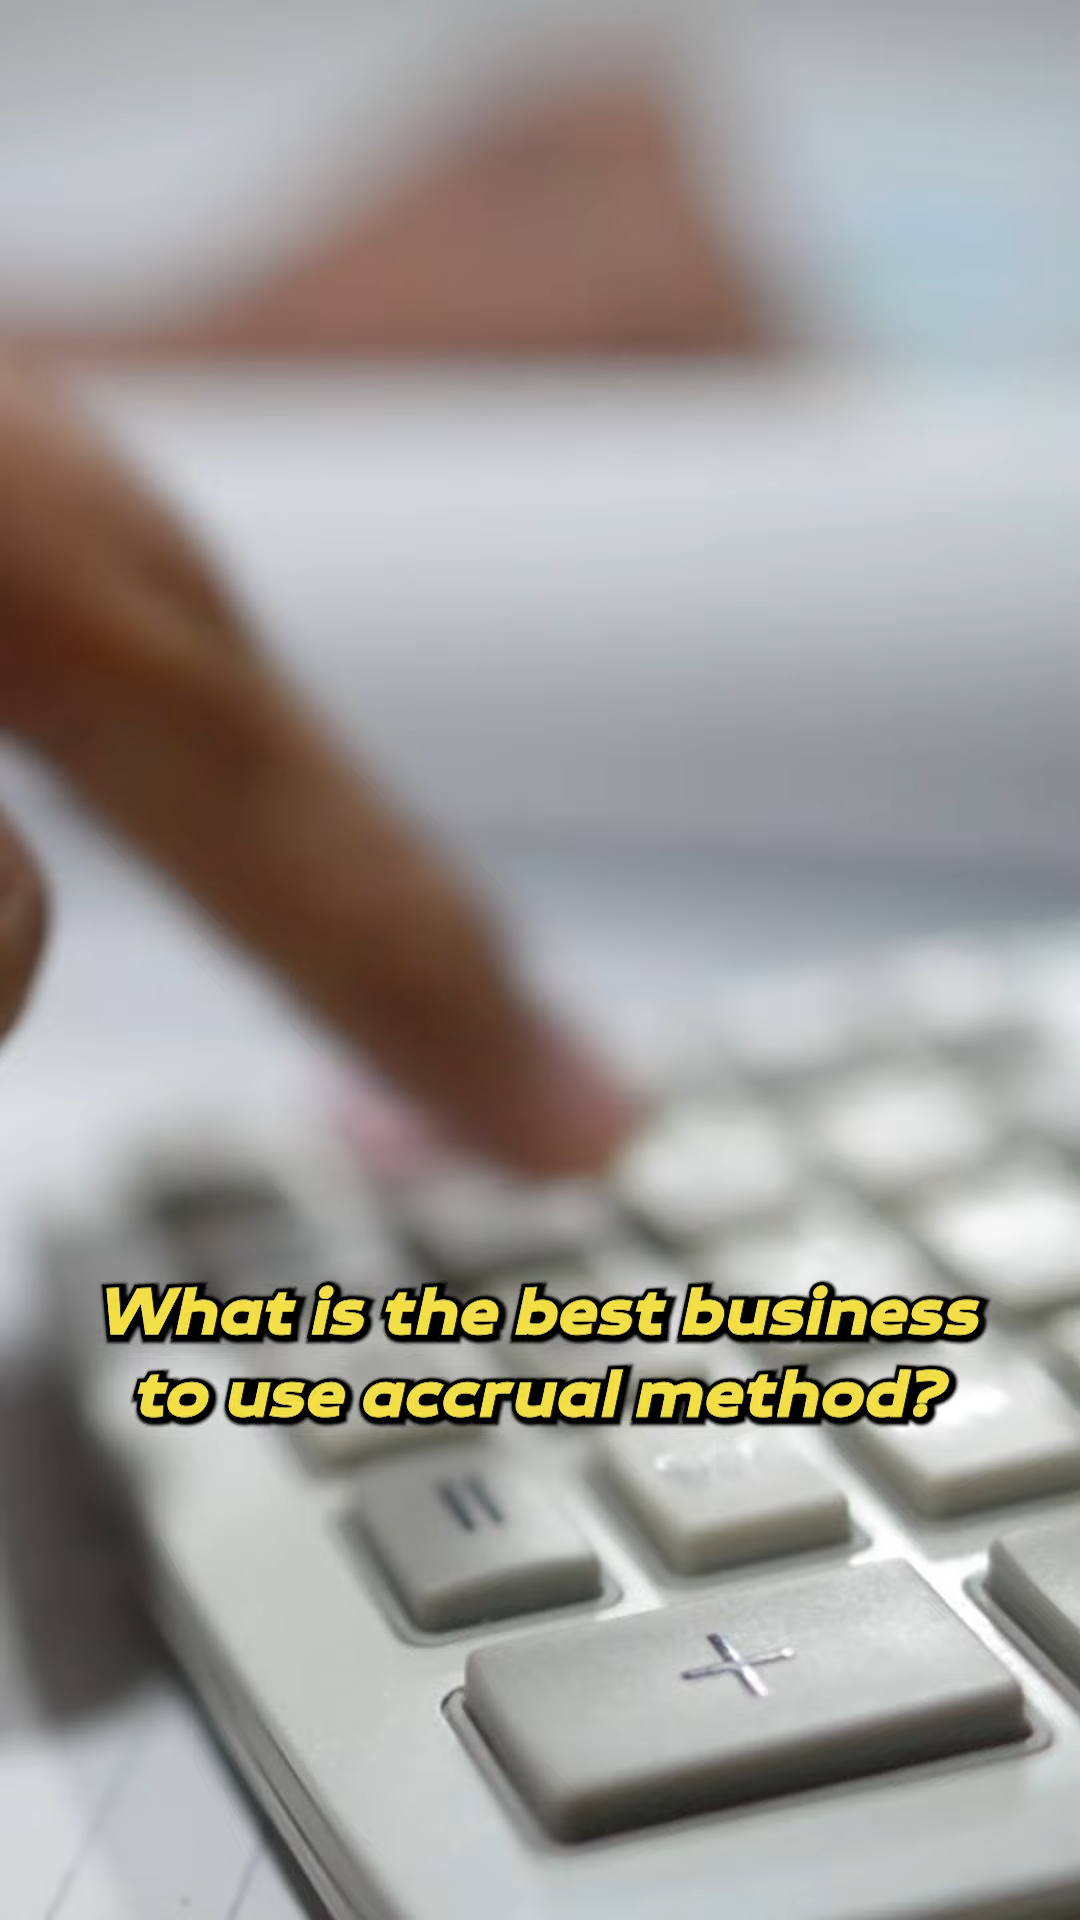 What is the best business
to use accrual method?
+